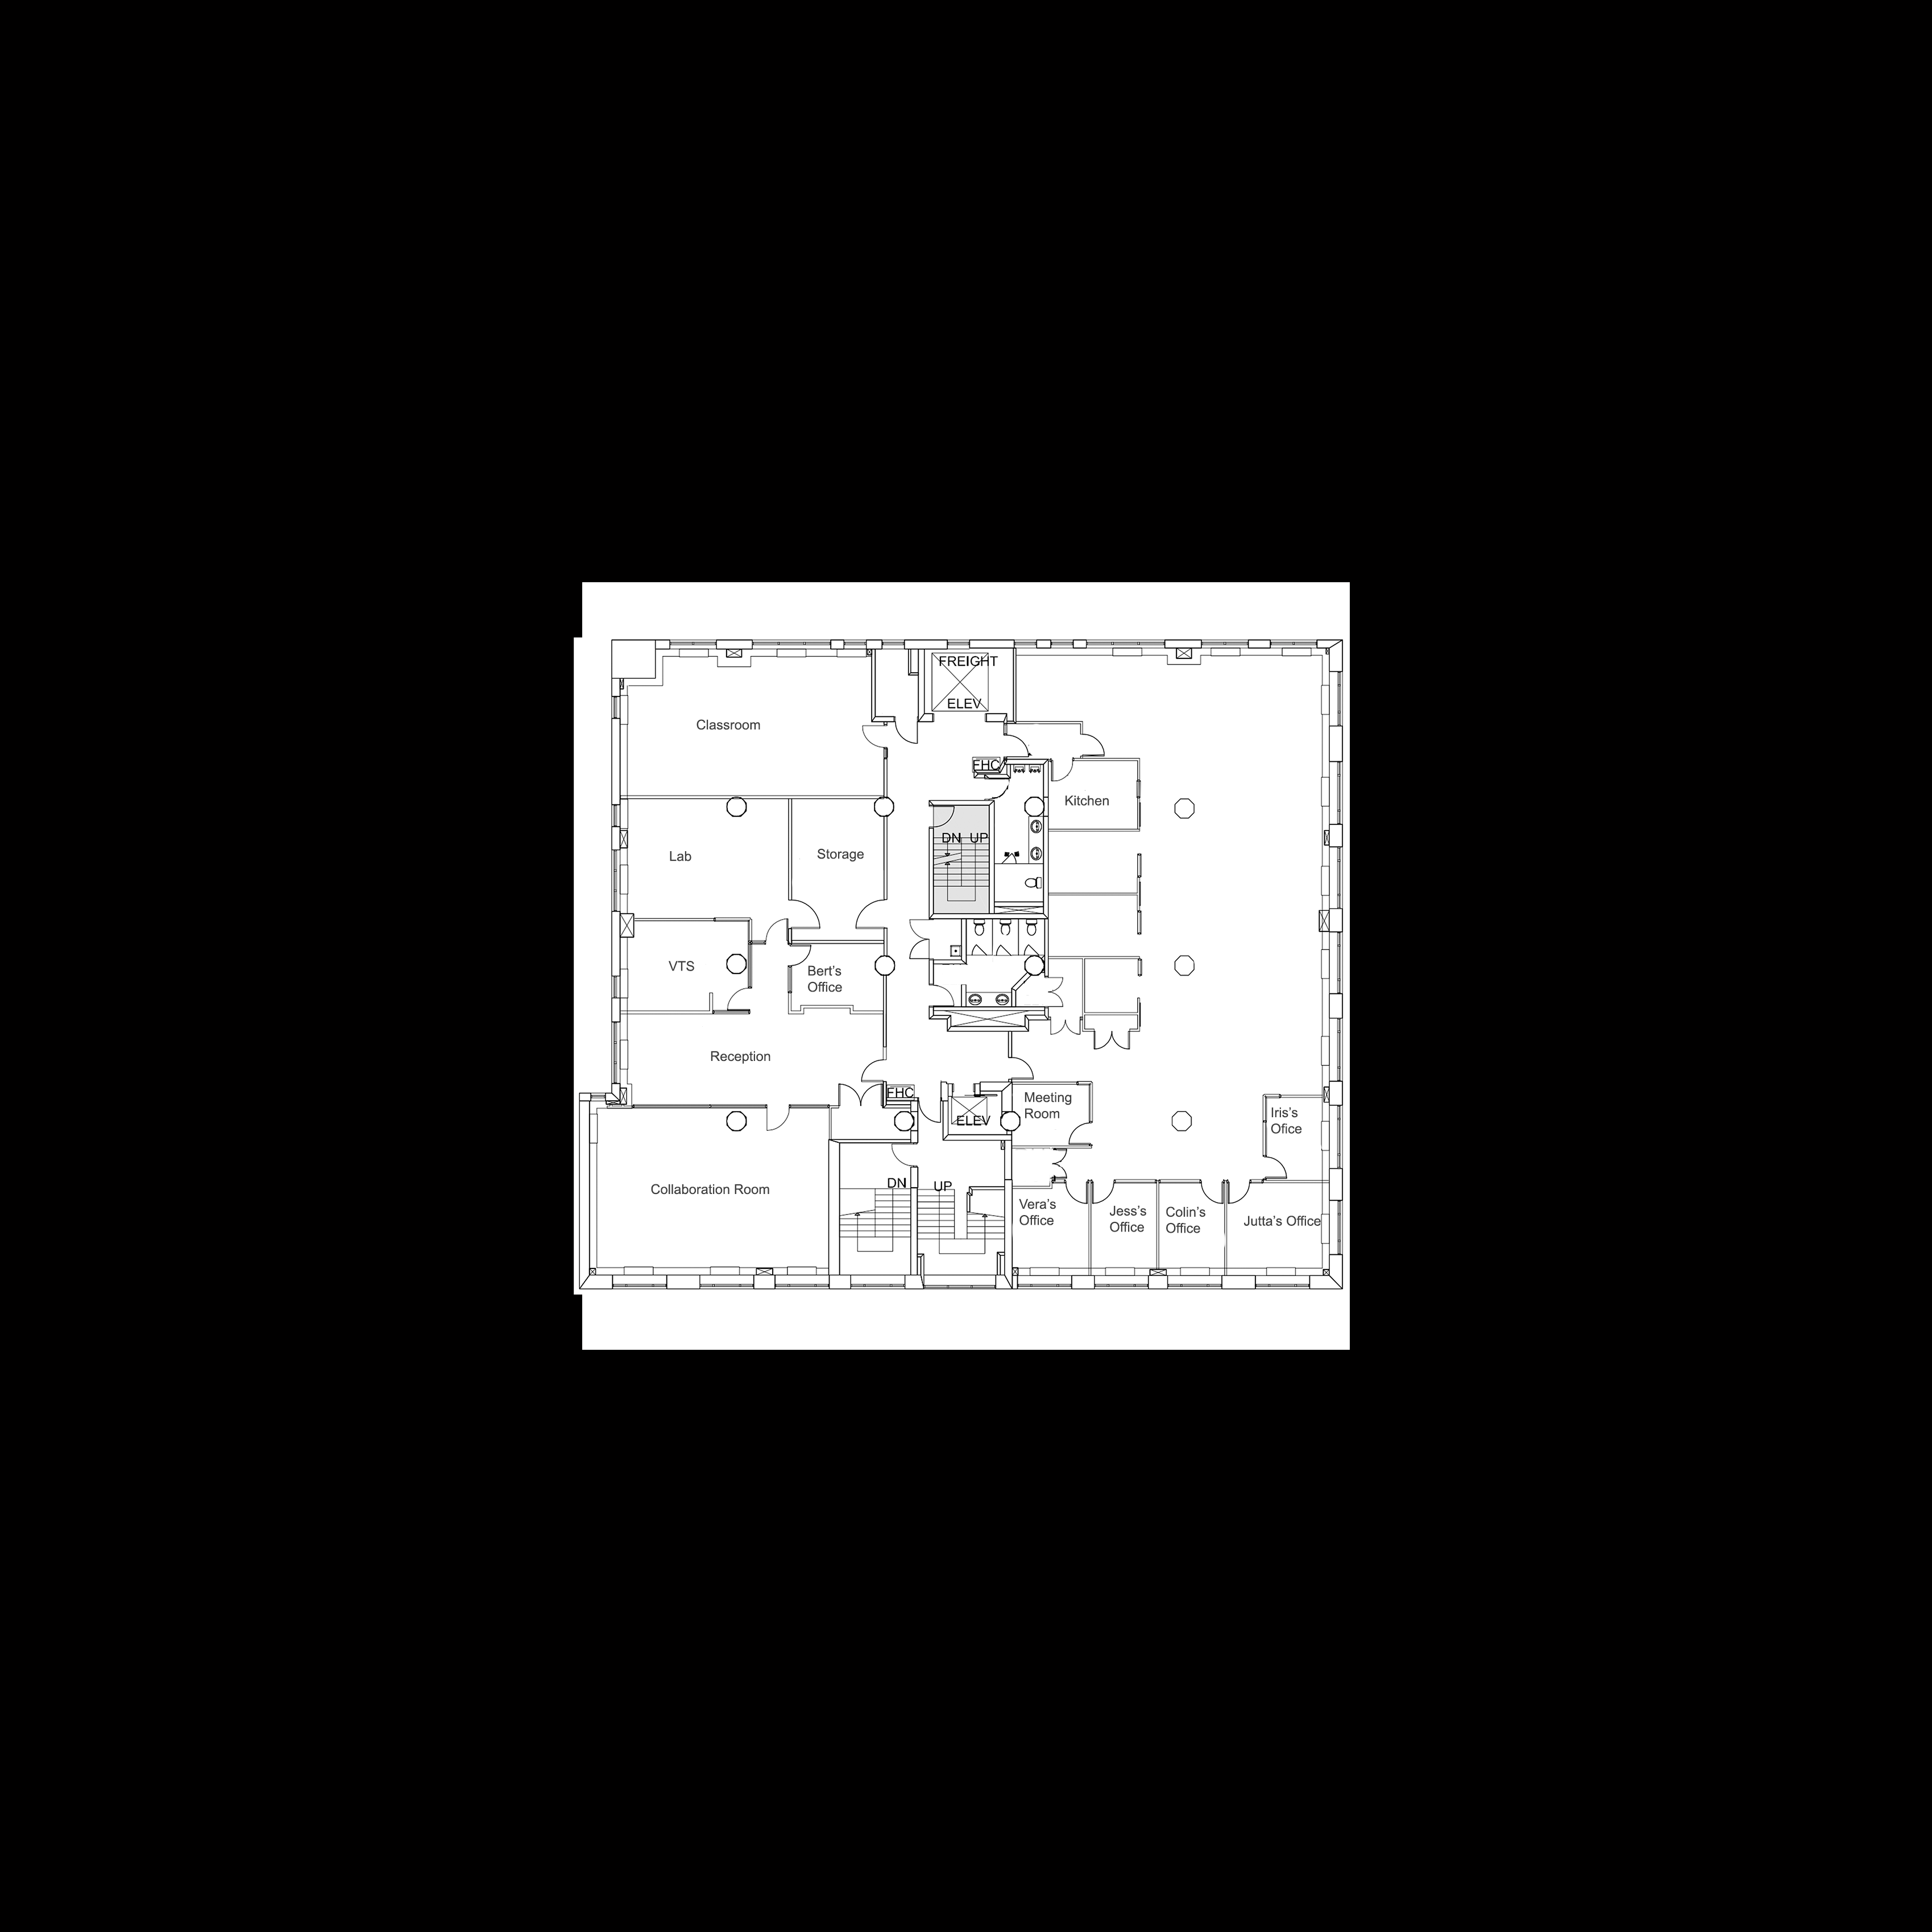 FREIGHT
ELEV
Classroom
FHC
Kitchen
DN UP
Lab
Storage
VTS
Bert's
Office
Reception
FHC
ELEV
Meeting
Room
Iris's
Ofice
Collaboration Room
DN
UP
Vera's
Office
Jess's
Office
Colin's
Office
Jutta's Office